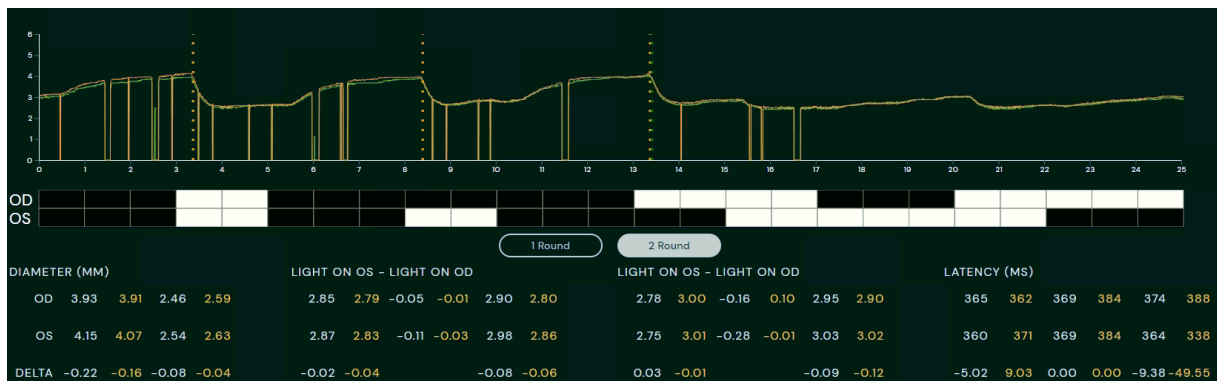 6
5
4
3
2
1
0
0 1 2 3 4 5 6 7 8 9 10 11 12 13 14 15 16 17 18 19 20 21 22 23 24 25
OD
OS
1 Round 2 Round
DIAMETER (MM) LIGHT ON OS - LIGHT ON OD LIGHT ON OS - LIGHT ON OD LATENCY (MS)
OD 3.93 3.91 2.46 2.59 2.85 2.79 -0.05 -0.01 2.90 2.80 2.78 3.00 -0.16 0.10 2.95 2.90 365 362 369 384 374 388
OS 4.15 4.07 2.54 2.63 2.87 2.83 -0.11 -0.03 2.98 2.86 2.75 3.01 -0.28 -0.01 3.03 3.02 360 371 369 384 364 338
DELTA -0.22 -0.16 -0.08 -0.04 -0.02 -0.04 -0.08 -0.06 0.03 -0.01 -0.09 -0.12 -5.02 9.03 0.00 0.00 -9.38 -49.55